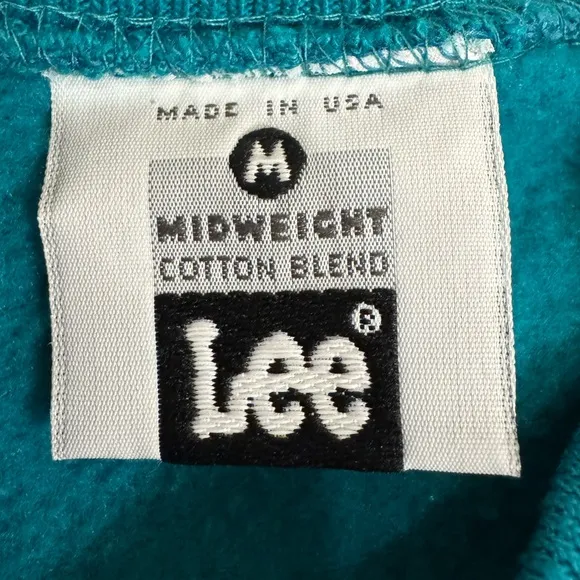 MADE IN USA
M
MIDWEIGHT
COTTON BLEND
Lee®